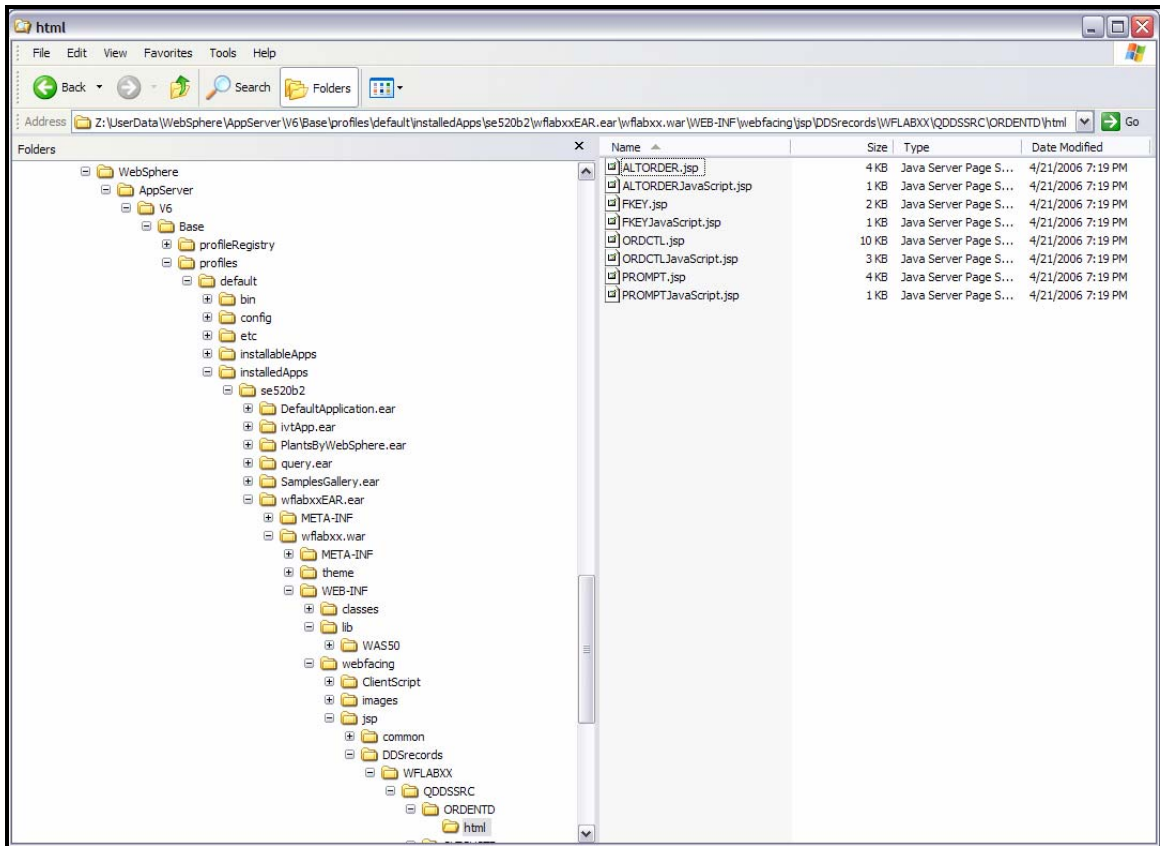 html
File Edit View Favorites Tools Help
Back Search Folders
Address Z:\UserData\WebSphere\AppServer\V6\Base\profiles\default\installedApps\se520b2\wflabxxEAR.ear\wflabxx.war\WEB-INF\webfacing\jsp\DDSrecords\WFLABXX\QDDSSRC\ORDENTD\html Go
Folders x Name Size Type Date Modified
WebSphere
AppServer
V6
Base
profileRegistry
profiles
default
bin
config
etc
installableApps
installedApps
se520b2
DefaultApplication.ear
ivtApp.ear
PlantsByWebSphere.ear
query.ear
SamplesGallery.ear
wflabxxEAR.ear
META-INF
wflabxx.war
META-INF
theme
WEB-INF
classes
lib
WAS50
webfacing
ClientScript
images
jsp
common
DDSrecords
WFLABXX
QDDSSRC
ORDENTD
html
ALTORDER.jsp 4 KB Java Server Page S... 4/21/2006 7:19 PM
ALTORDERJavaScript.jsp 1 KB Java Server Page S... 4/21/2006 7:19 PM
FKEY.jsp 2 KB Java Server Page S... 4/21/2006 7:19 PM
FKEYJavaScript.jsp 1 KB Java Server Page S... 4/21/2006 7:19 PM
ORDCTL.jsp 10 KB Java Server Page S... 4/21/2006 7:19 PM
ORDCTLJavaScript.jsp 3 KB Java Server Page S... 4/21/2006 7:19 PM
PROMPT.jsp 4 KB Java Server Page S... 4/21/2006 7:19 PM
PROMPTJavaScript.jsp 1 KB Java Server Page S... 4/21/2006 7:19 PM